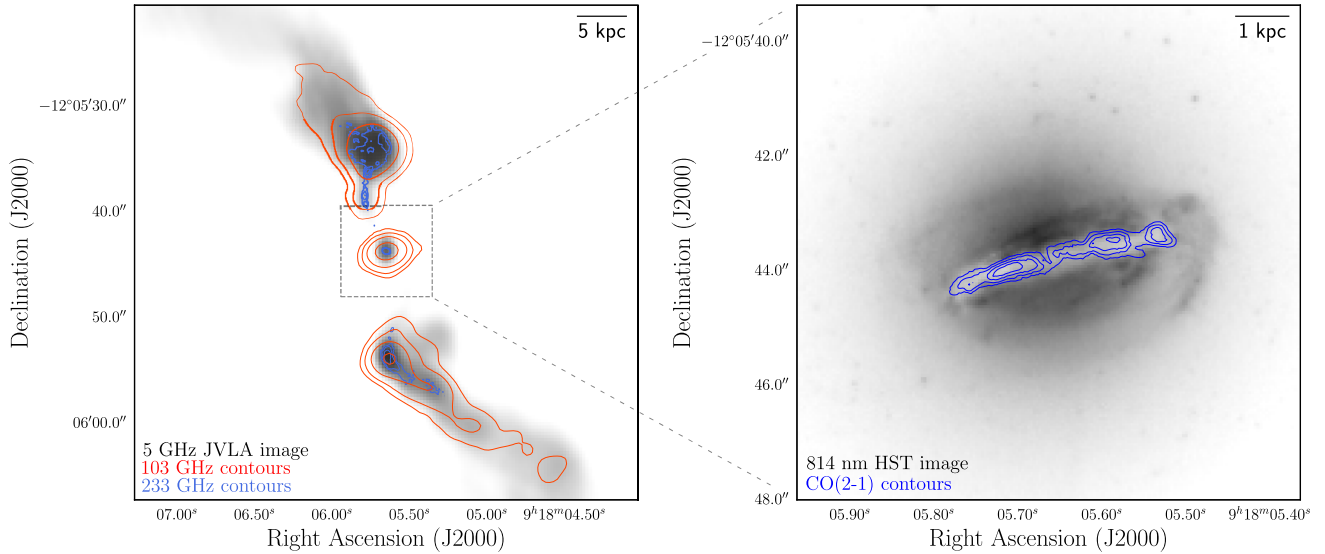 5 kpc
−12°05′30.0″
40.0″
50.0″
06′00.0″
Declination (J2000)
5 GHz JVLA image
103 GHz contours
233 GHz contours
07.00ˢ 06.50ˢ 06.00ˢ 05.50ˢ 05.00ˢ 9ʰ18ᵐ04.50ˢ
Right Ascension (J2000)
1 kpc
−12°05′40.0″
42.0″
44.0″
46.0″
48.0″
Declination (J2000)
814 nm HST image
CO(2-1) contours
05.90ˢ 05.80ˢ 05.70ˢ 05.60ˢ 05.50ˢ 9ʰ18ᵐ05.40ˢ
Right Ascension (J2000)